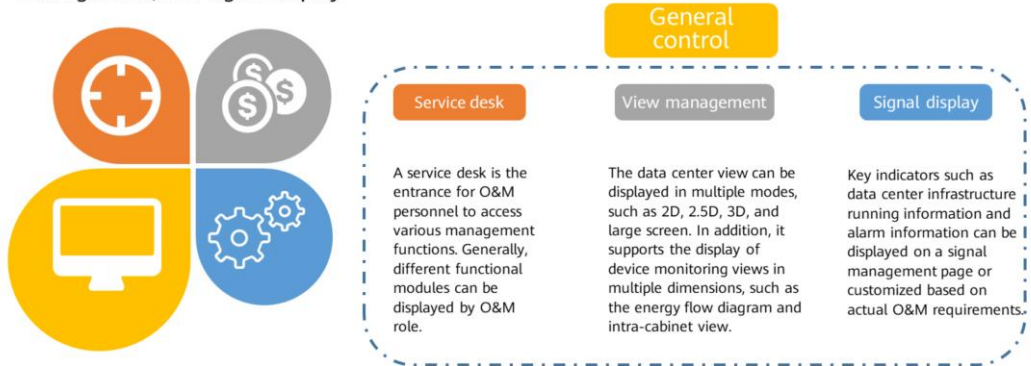 General
control
Service desk
View management
Signal display
A service desk is the
entrance for O&M
personnel to access
various management
functions. Generally,
different functional
modules can be
displayed by O&M
role.
The data center view can be
displayed in multiple modes,
such as 2D, 2.5D, 3D, and
large screen. In addition, it
supports the display of
device monitoring views in
multiple dimensions, such as
the energy flow diagram and
intra-cabinet view.
Key indicators such as
data center infrastructure
running information and
alarm information can be
displayed on a signal
management page or
customized based on
actual O&M requirements.
$
$
$